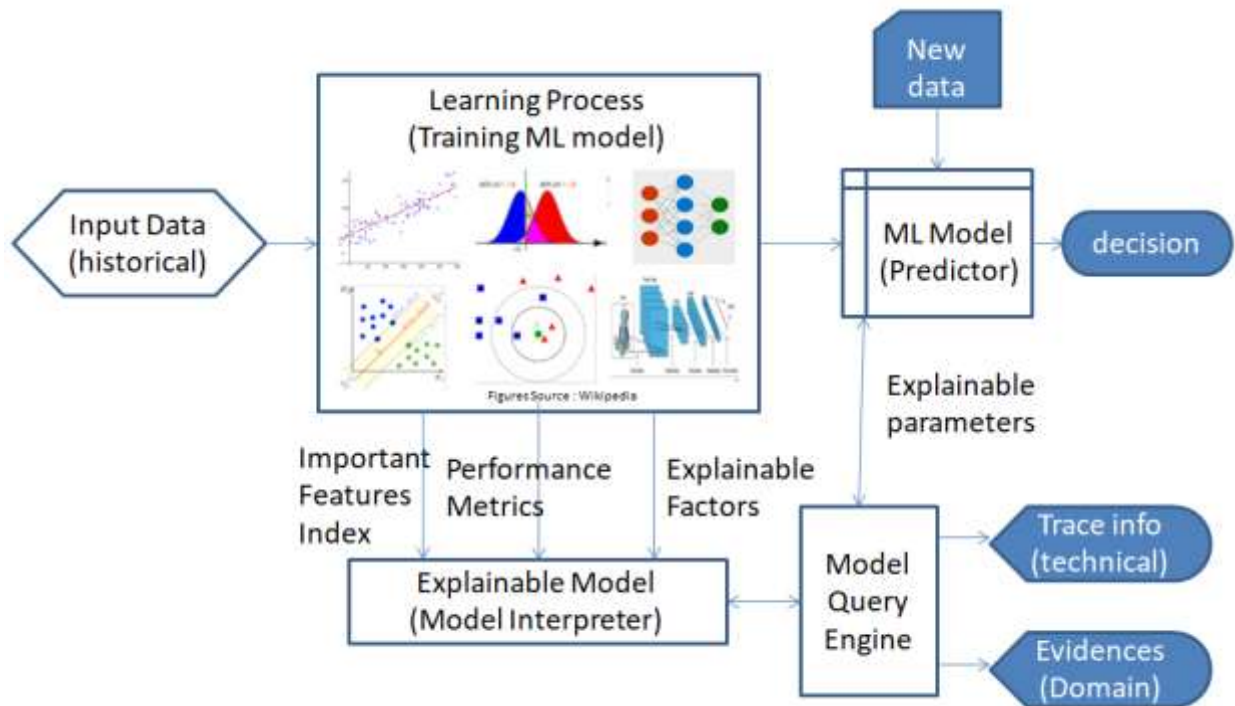 New
data
Learning Process
(Training ML model)
Input Data
(historical)
ML Model
(Predictor)
decision
Figures Source : Wikipedia
Important
Features
Index
Performance
Metrics
Explainable
Factors
Explainable
parameters
Explainable Model
(Model Interpreter)
Model
Query
Engine
Trace info
(technical)
Evidences
(Domain)